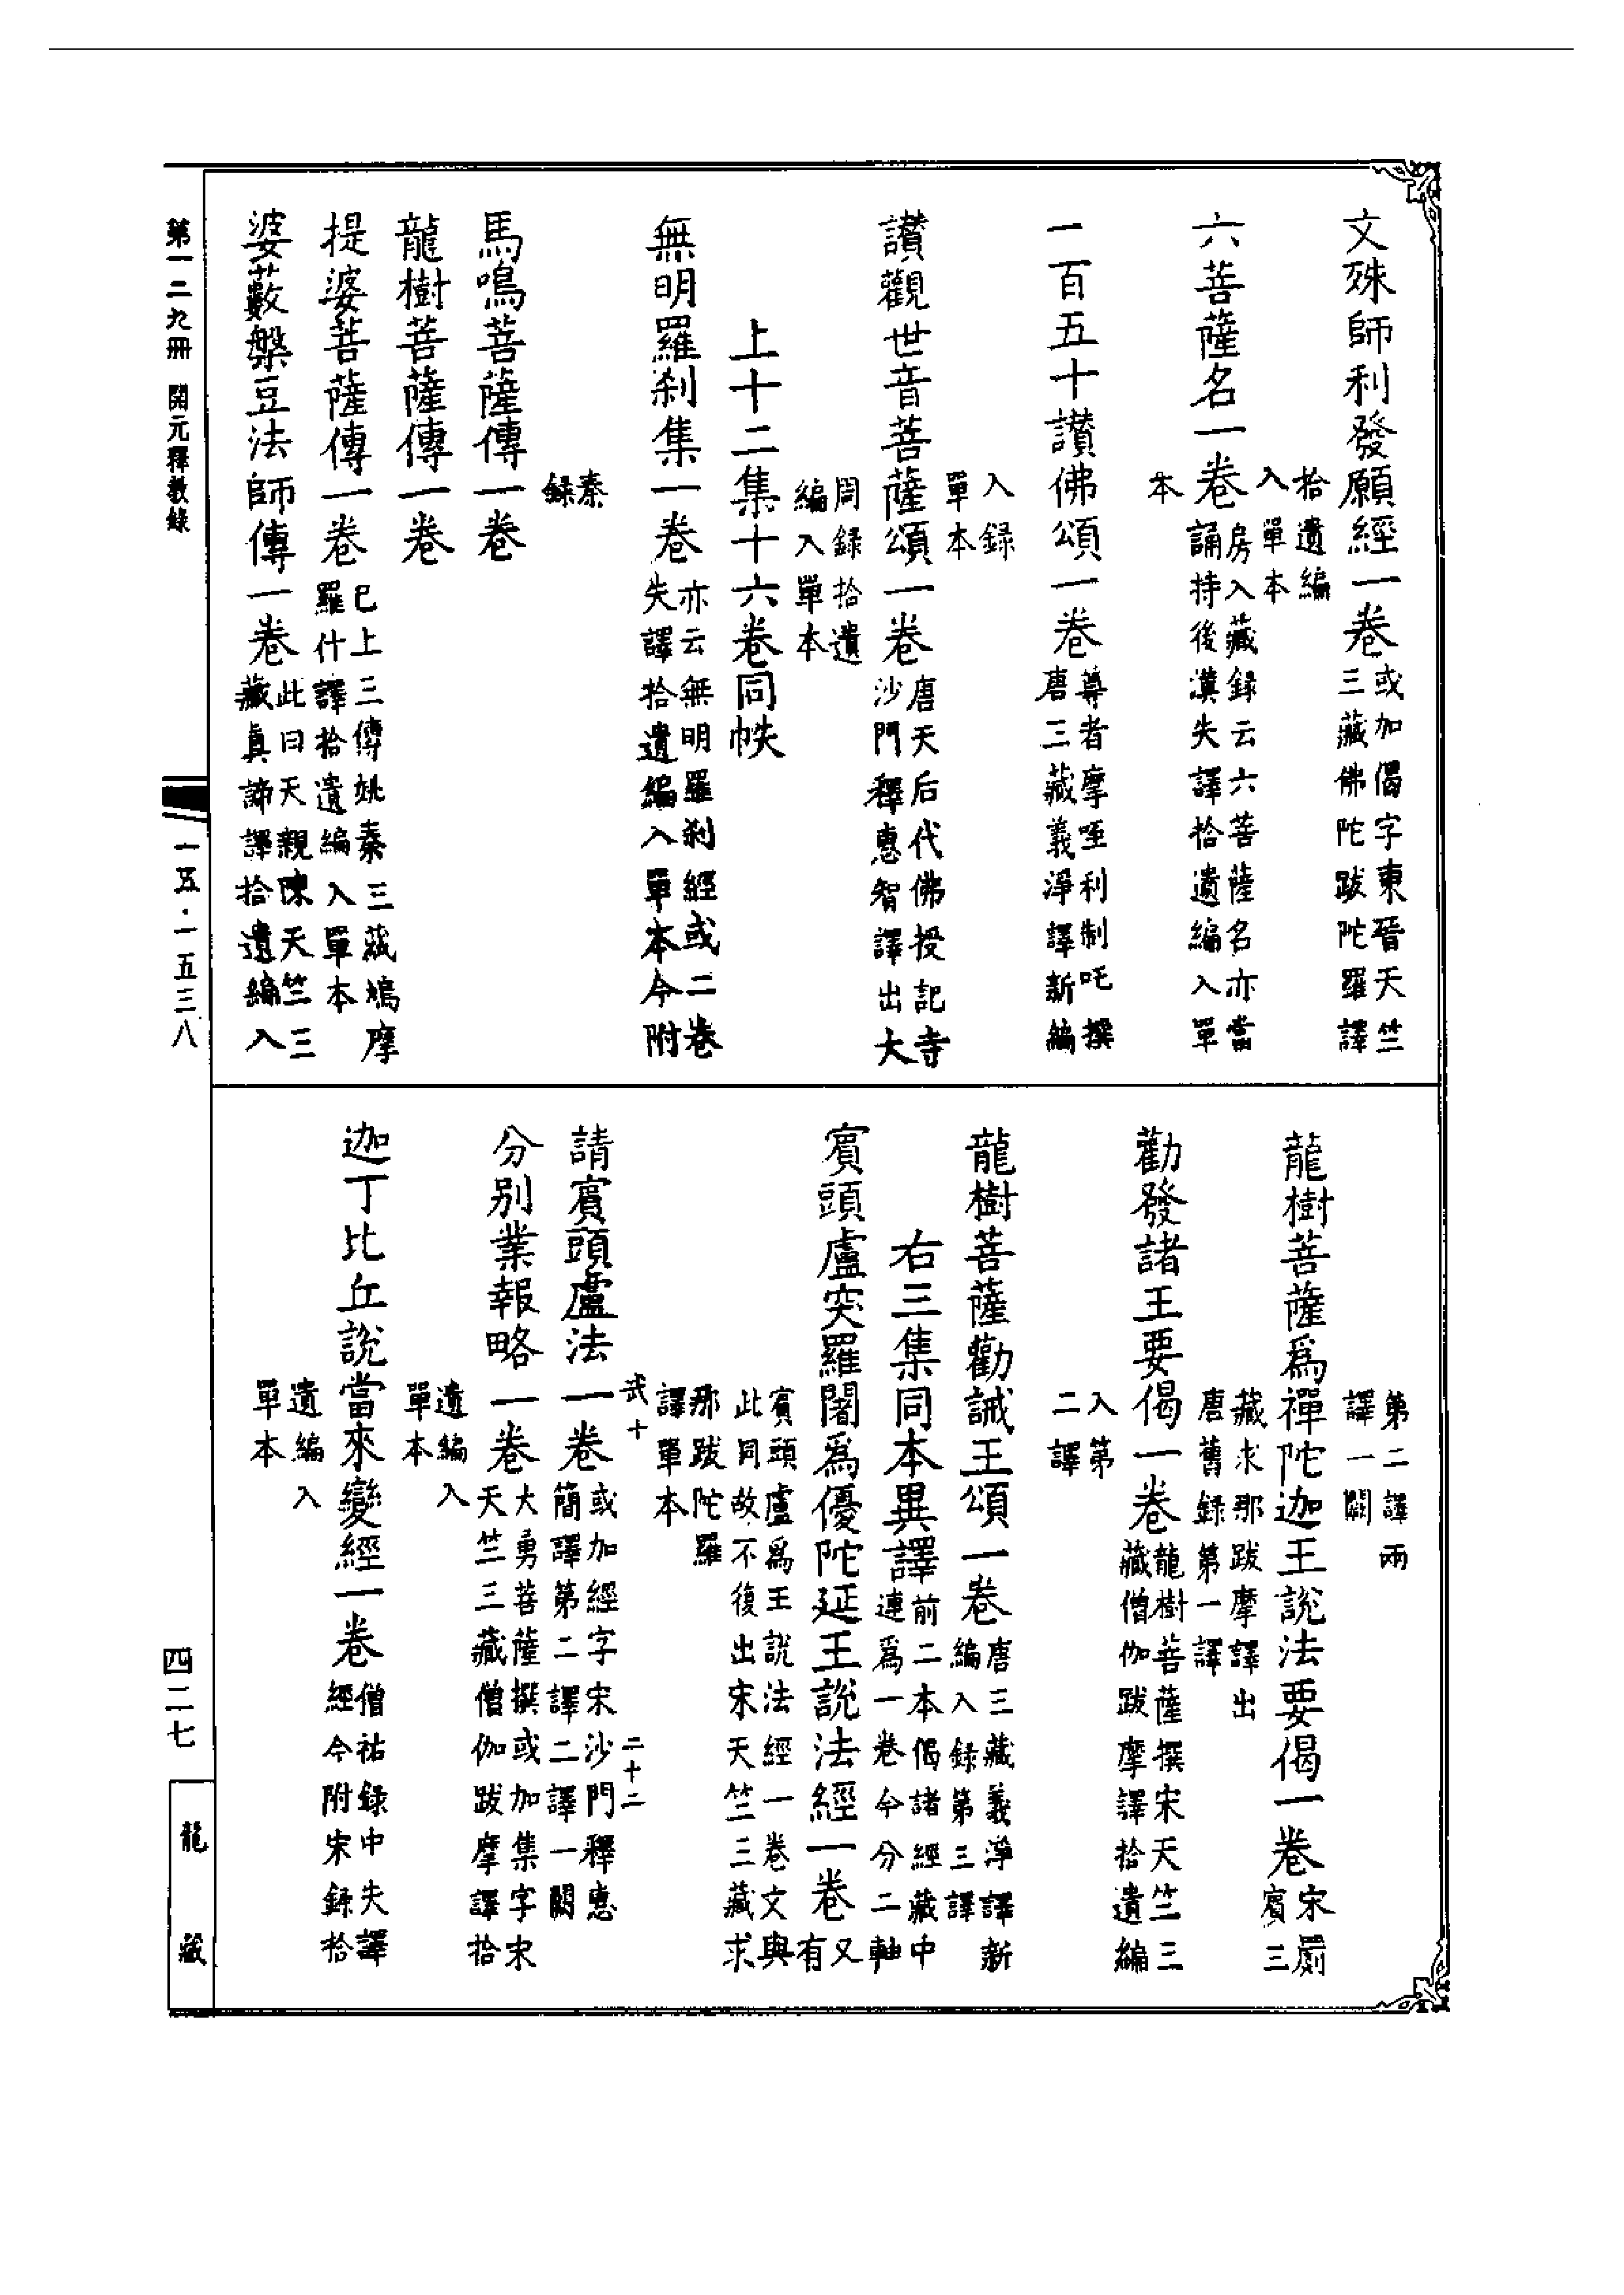 文殊師利發願經一卷或加偈字東晉天竺三藏佛陀跋陀羅譯
拾遺編入單本
六菩薩名一卷房入藏録云六菩薩名亦當誦持後漢失譯拾遺編入單
本
一百五十讃佛頌一卷尊者摩咥利制吒撰唐三藏義淨譯新編
入録單本
讃觀世音菩薩頌一卷唐天后代佛授記寺沙門釋惠智譯出大
周録拾遺編入單本
上十二集十六卷同帙
無明羅刹集一卷亦云無明羅刹經或二卷失譯拾遺編入單本今附
秦録
馬鳴菩薩傳一卷
龍樹菩薩傳一卷
提婆菩薩傳一卷已上三傳姚秦三藏鳩摩羅什譯拾遺編入單本
婆藪槃豆法師傳一卷此曰天親陳天竺三藏真諦譯拾遺編入
第二譯兩譯一闕
龍樹菩薩爲禪陀迦王說法要偈一卷宋罽賓三
藏求那跋摩譯出唐舊録第一譯
勸發諸王要偈一卷龍樹菩薩撰宋天竺三藏僧伽跋摩譯拾遺編
入第二譯
龍樹菩薩勸誡王頌一卷唐三藏義淨譯新編入録第三譯
右三集同本異譯前二本偈諸經藏中連爲一卷今分二軸
賓頭盧突羅闍爲優陀延王說法經一卷又有
賓頭盧爲王說法經一卷文與此同故不復出宋天竺三藏求
那跋陀羅譯單本
武十 二十二
請賓頭盧法一卷或加經字宋沙門釋惠簡譯第二譯二譯一闕
分別業報略一卷大勇菩薩撰或加集字宋天竺三藏僧伽跋摩譯拾
遺編入單本
迦丁比丘說當來變經一卷僧祐録中失譯經今附宋録拾
遺編入單本
第一二九冊 開元釋教錄
一五·一五三八
四二七
龍藏